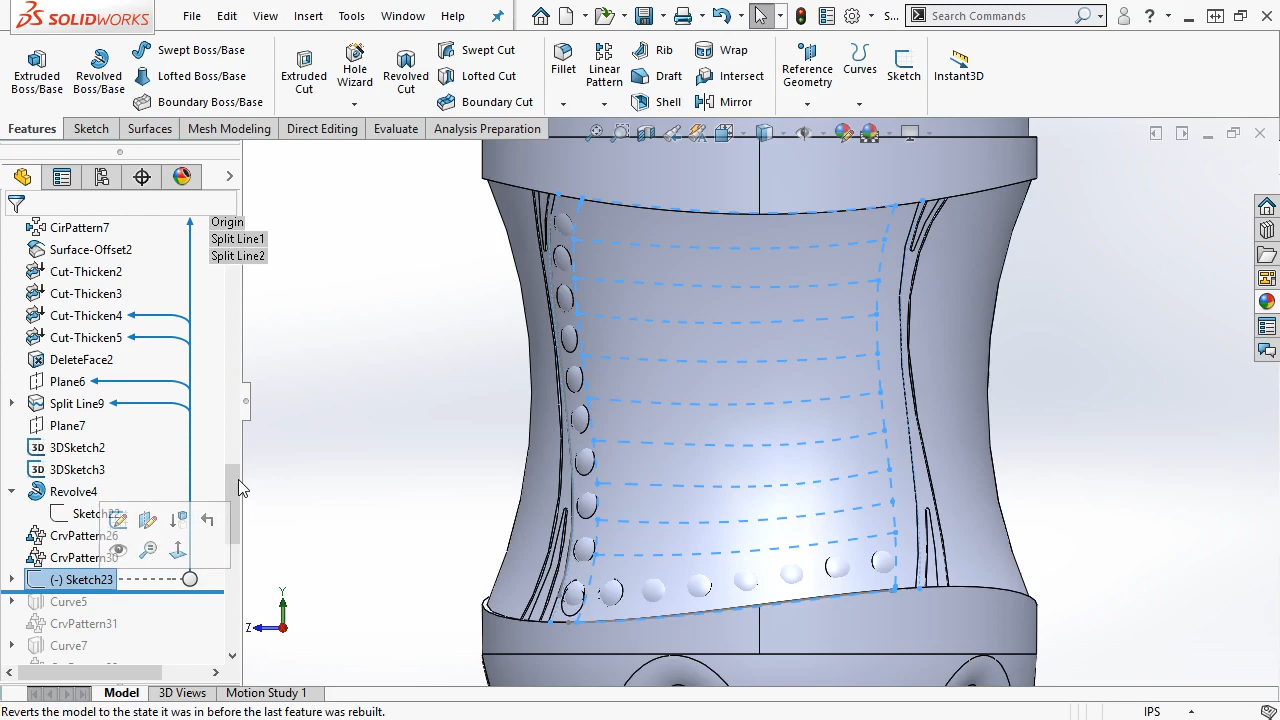 SOLIDWORKS File Edit View Insert Tools Window Help S... Search Commands
Extruded Boss/Base
Revolved Boss/Base
Swept Boss/Base
Lofted Boss/Base
Boundary Boss/Base
Extruded Cut
Hole Wizard
Revolved Cut
Swept Cut
Lofted Cut
Boundary Cut
Fillet
Linear Pattern
Rib
Draft
Shell
Wrap
Intersect
Mirror
Reference Geometry
Curves
Sketch
Instant3D
Features Sketch Surfaces Mesh Modeling Direct Editing Evaluate Analysis Preparation
Origin
Split Line1
Split Line2
CirPattern7
Surface-Offset2
Cut-Thicken2
Cut-Thicken3
Cut-Thicken4
Cut-Thicken5
DeleteFace2
Plane6
Split Line9
Plane7
3D 3DSketch2
3D 3DSketch3
Revolve4
CrvPattern26
CrvPattern30
(-) Sketch23
Curve5
CrvPattern31
Curve7
Y
Z
Model 3D Views Motion Study 1
Reverts the model to the state it was in before the last feature was rebuilt. IPS